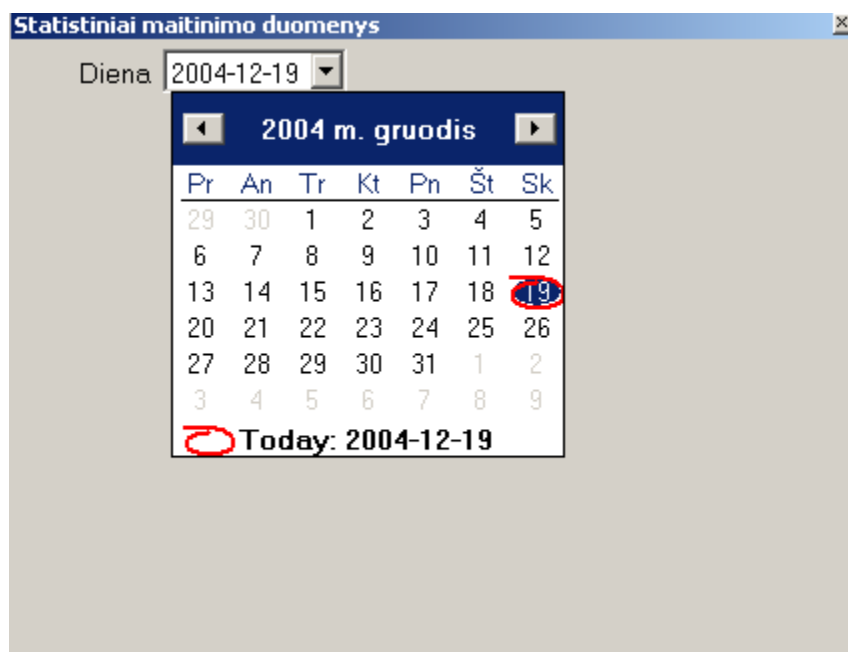 Statistiniai maitinimo duomenys
Diena 2004-12-19
2004 m. gruodis
Pr An Tr Kt Pn Št Sk
29 30 1 2 3 4 5
6 7 8 9 10 11 12
13 14 15 16 17 18 19
20 21 22 23 24 25 26
27 28 29 30 31 1 2
3 4 5 6 7 8 9
Today: 2004-12-19